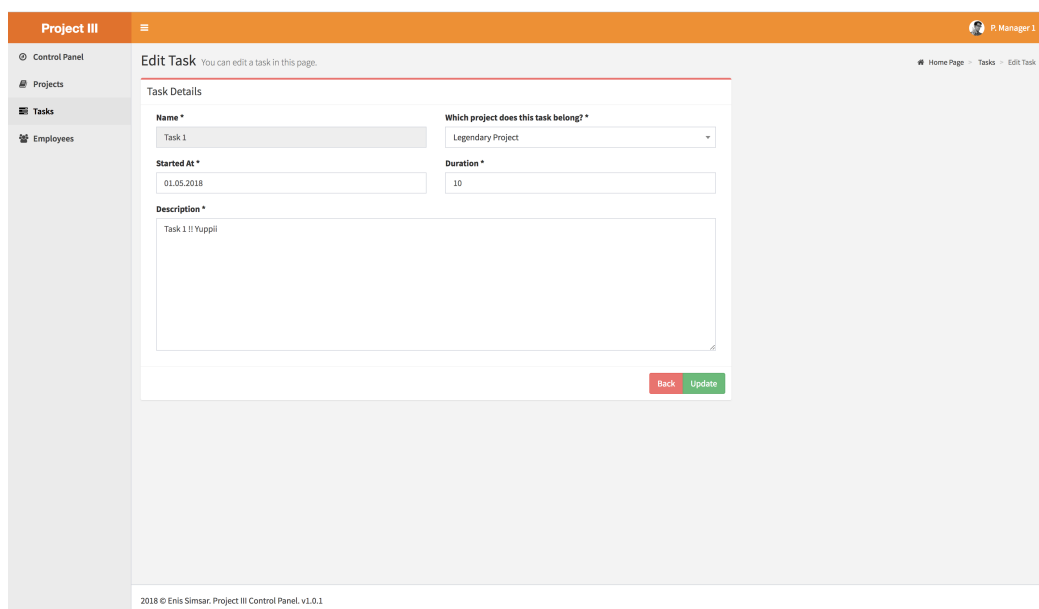 Project III
P. Manager 1
Control Panel
Projects
Tasks
Employees
Edit Task You can edit a task in this page.
Home Page > Tasks > Edit Task
Task Details
Name *
Which project does this task belong? *
Task 1
Legendary Project
Started At *
Duration *
01.05.2018
10
Description *
Task 1 !! Yuppii
Back
Update
2018 © Enis Simsar. Project III Control Panel. v1.0.1